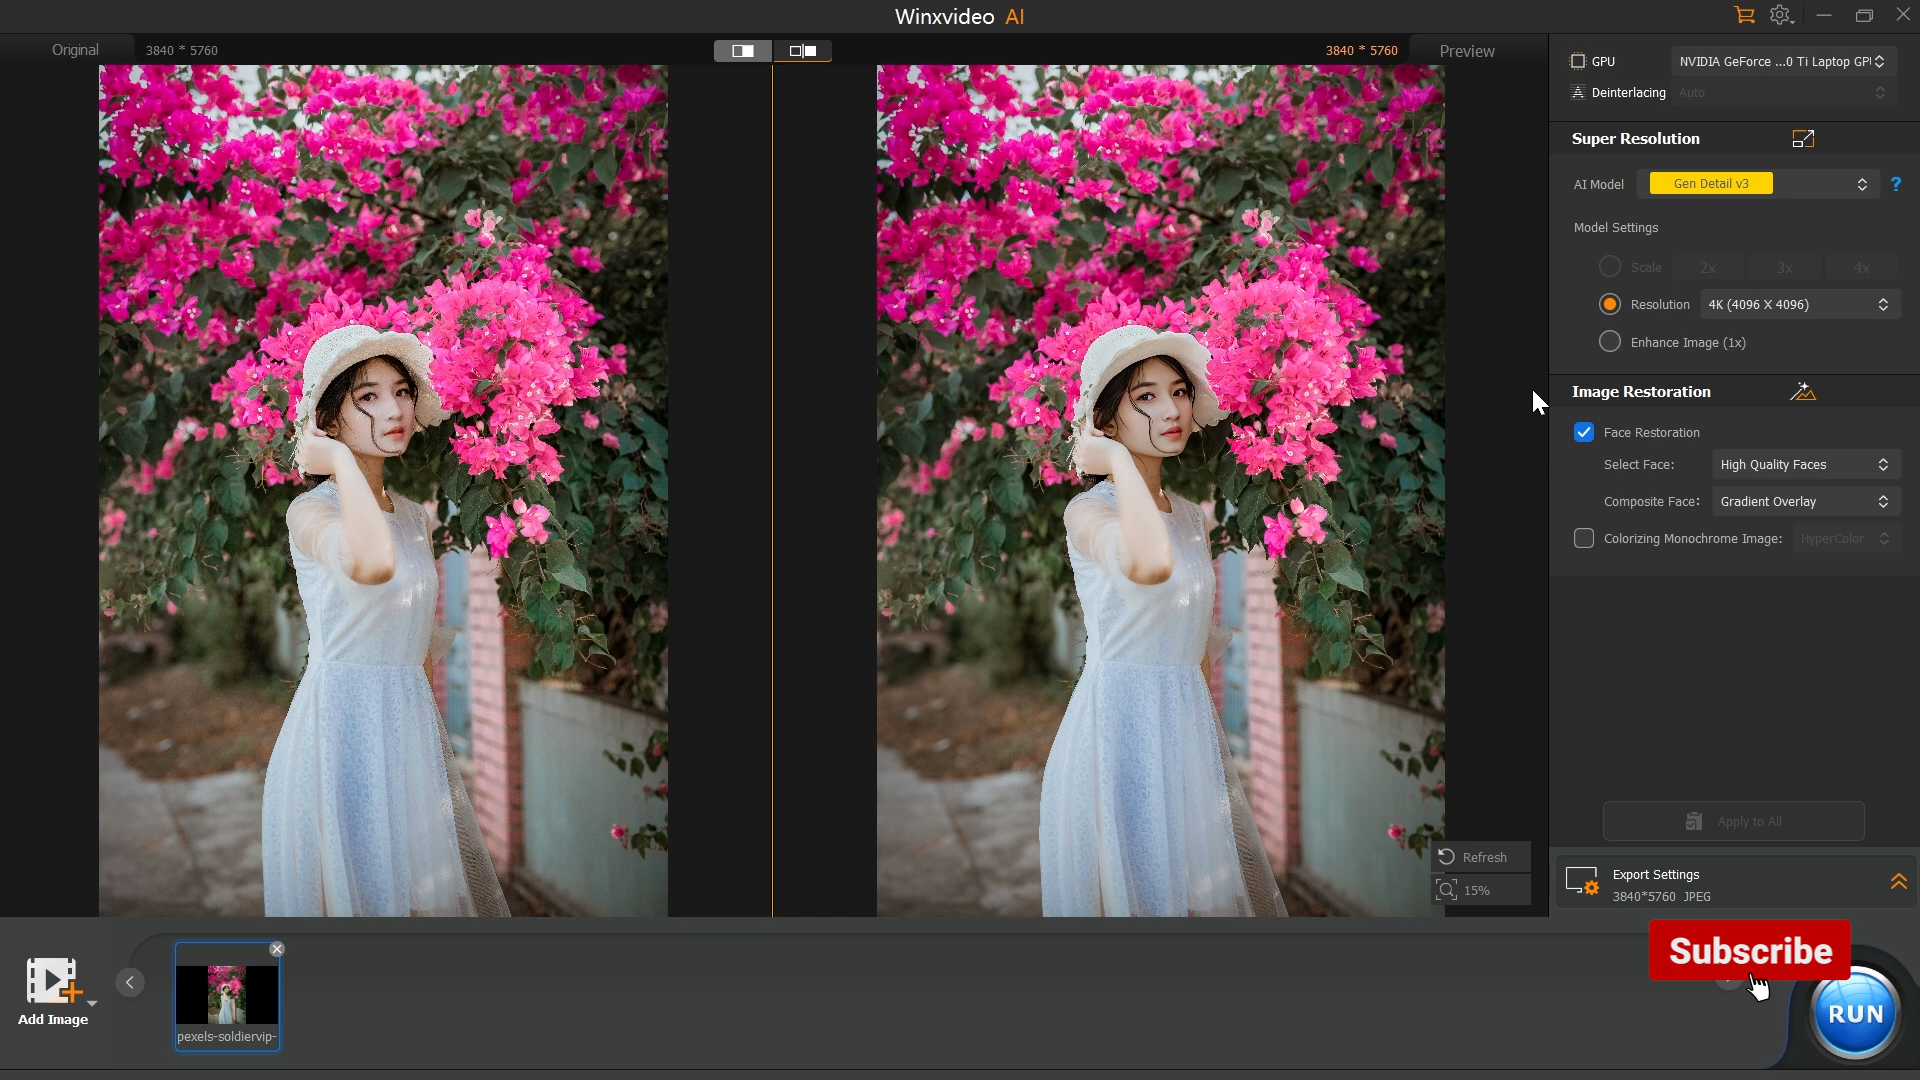 Winxvideo AI
Original
3840 * 5760
3840 * 5760
Preview
GPU
NVIDIA GeForce ...0 Ti Laptop GPU
Deinterlacing
Auto
Super Resolution
AI Model
Gen Detail v3
?
Model Settings
Scale
2x
3x
4x
Resolution
4K (4096 X 4096)
Enhance Image (1x)
Image Restoration
Face Restoration
Select Face:
High Quality Faces
Composite Face:
Gradient Overlay
Colorizing Monochrome Image:
HyperColor
Apply to All
Refresh
15%
Export Settings
3840*5760 JPEG
Subscribe
RUN
Add Image
pexels-soldiervip-